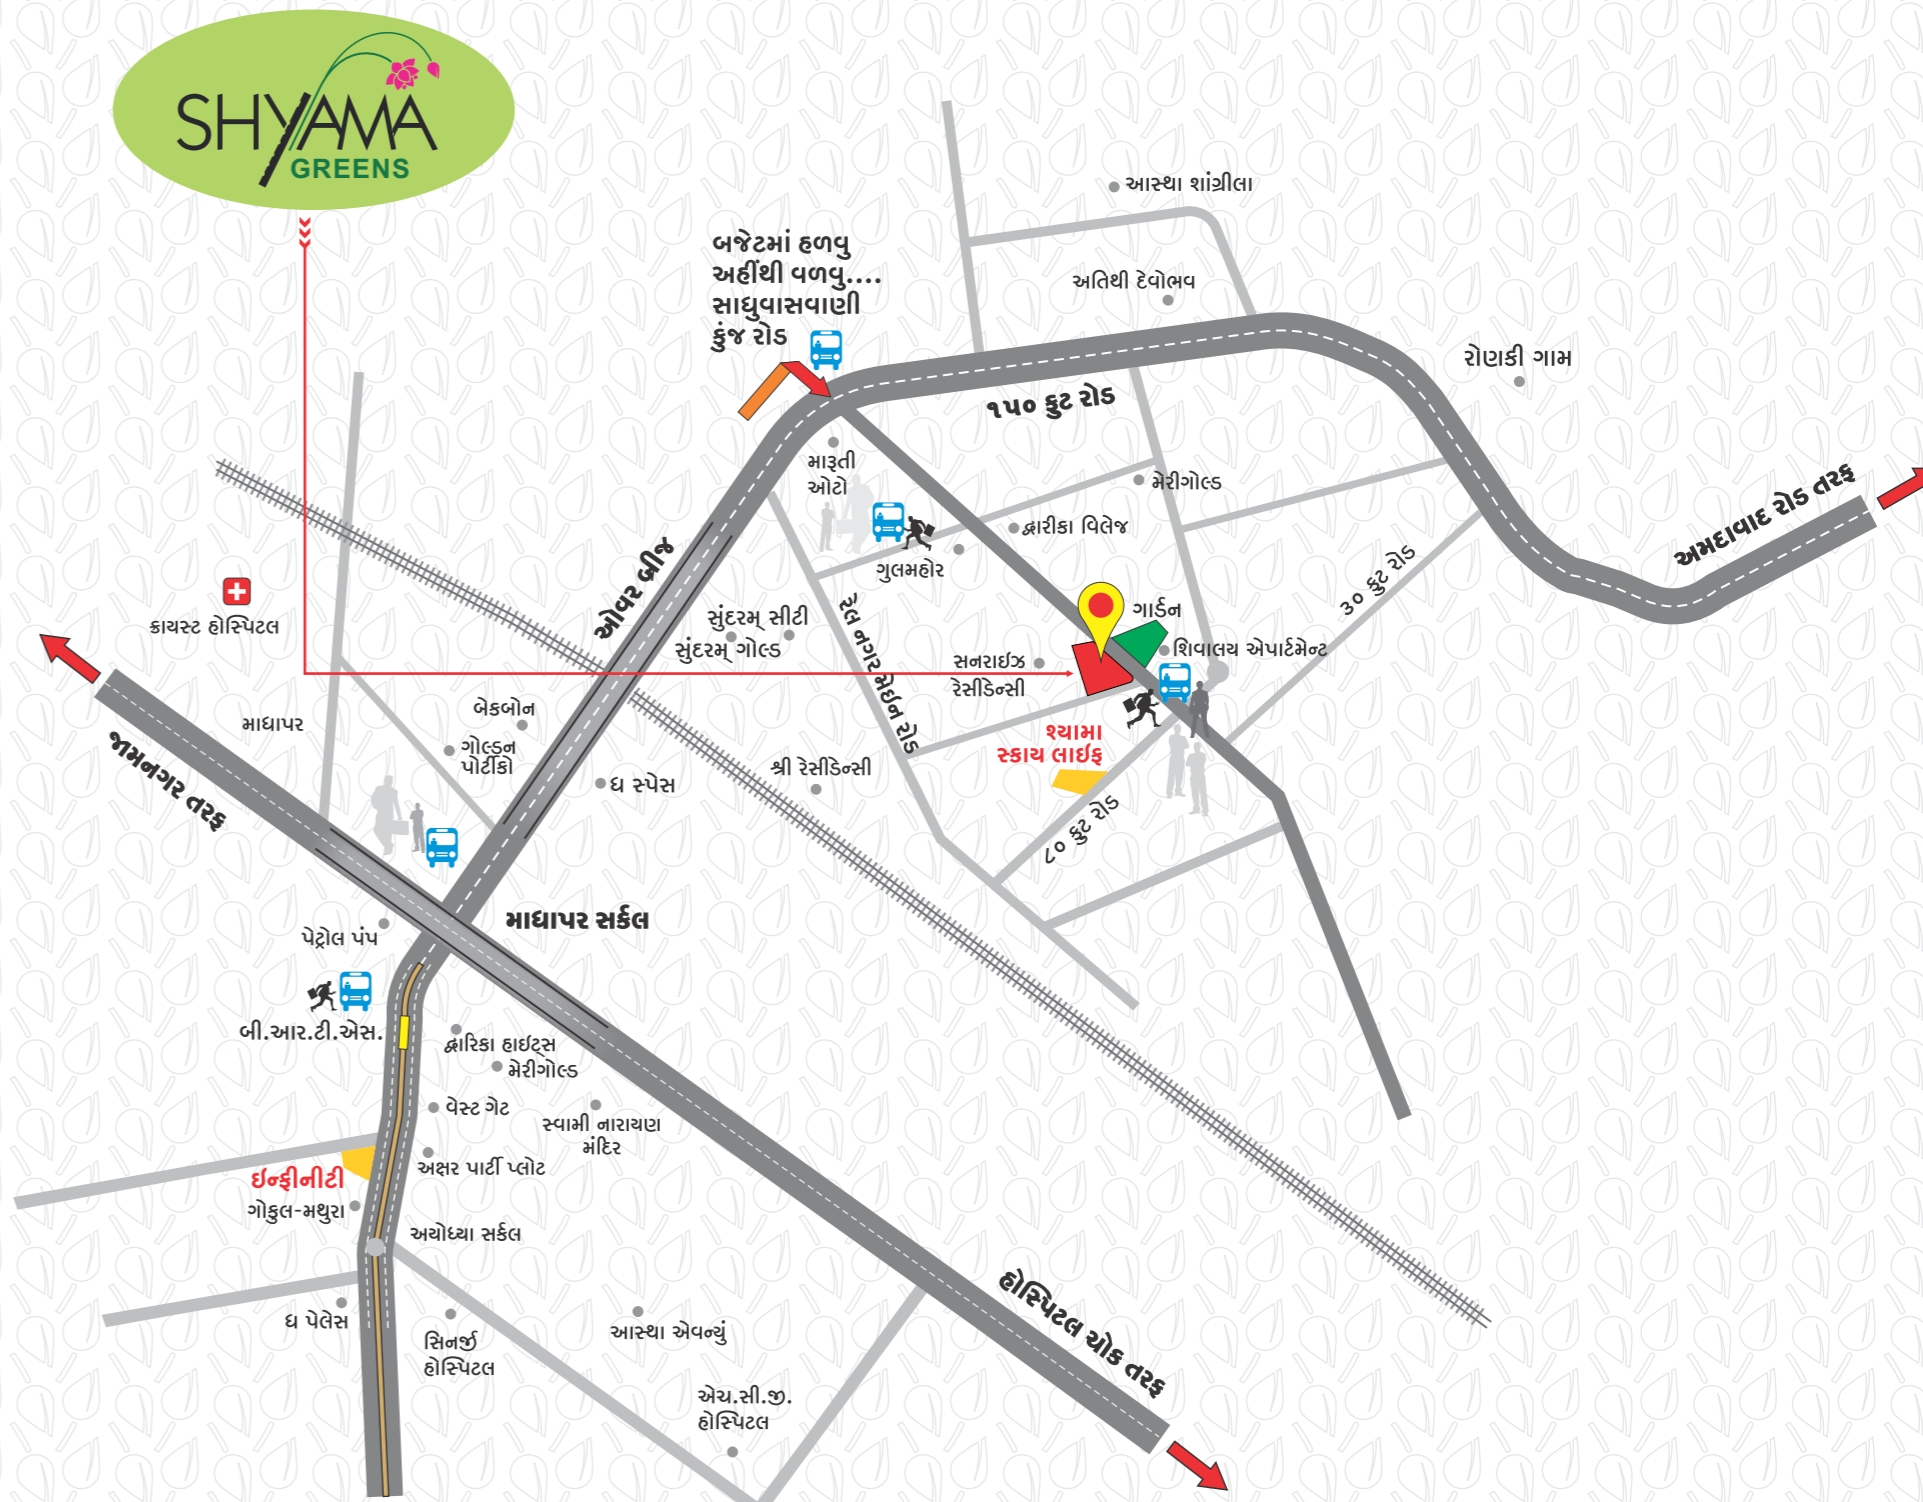 SHYAMA
GREENS
આસ્થા શાંગ્રીલા
બજેટમાં હળવુ
અહીંથી વળવુ....
સાધુવાસવાણી
કુંજ રોડ
અતિથી દેવોભવ
રોણકી ગામ
૧૫૦ ફુટ રોડ
મારૂતી
ઓટો
મેરીગોલ્ડ
દ્વારીકા વિલેજ
ગુલમહોર
અમદાવાદ રોડ તરફ
૩૦ ફુટ રોડ
ઓવર બ્રીજ
ક્રાયસ્ટ હોસ્પિટલ
સુંદરમ્ સીટી
સુંદરમ્ ગોલ્ડ
રેલ નગર મેઈન રોડ
ગાર્ડન
શિવાલય એપાર્ટમેન્ટ
સનરાઈઝ
રેસીડેન્સી
માધાપર
બેકબોન
ગોલ્ડન
પોર્ટીકો
શ્યામા
સ્કાય લાઈફ
જામનગર તરફ
ધ સ્પેસ
શ્રી રેસીડેન્સી
૮૦ ફુટ રોડ
માધાપર સર્કલ
પેટ્રોલ પંપ
બી.આર.ટી.એસ.
દ્વારિકા હાઈટ્સ
મેરીગોલ્ડ
વેસ્ટ ગેટ
સ્વામી નારાયણ
મંદિર
અક્ષર પાર્ટી પ્લોટ
ઈન્ફીનીટી
ગોકુલ-મથુરા
અયોધ્યા સર્કલ
ધ પેલેસ
સિનર્જી
હોસ્પિટલ
આસ્થા એવન્યું
હોસ્પિટલ ચોક તરફ
એચ.સી.જી.
હોસ્પિટલ